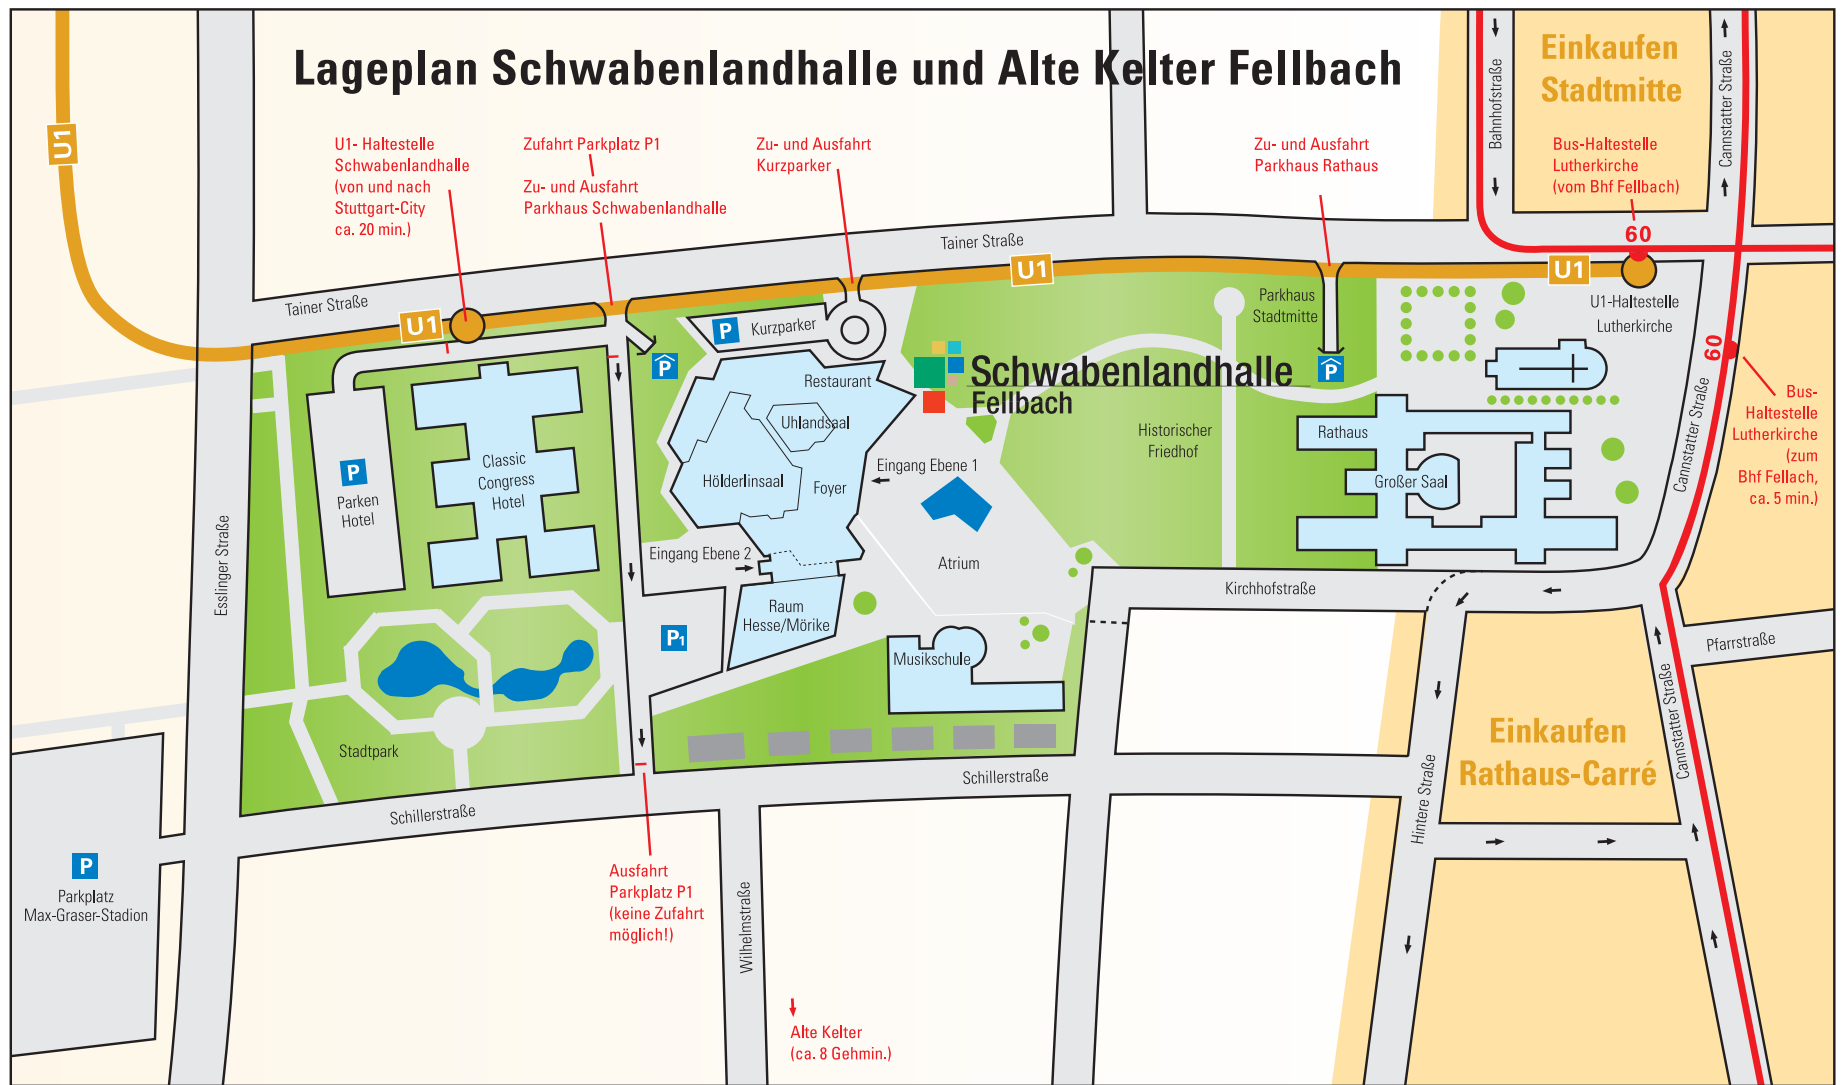 Lageplan Schwabenlandhalle und Alte Kelter Fellbach
Einkaufen
Stadtmitte
U1
U1- Haltestelle
Schwabenlandhalle
(von und nach
Stuttgart-City
ca. 20 min.)
Zufahrt Parkplatz P1
Zu- und Ausfahrt
Parkhaus Schwabenlandhalle
Zu- und Ausfahrt
Kurzparker
Zu- und Ausfahrt
Parkhaus Rathaus
Bahnhofstraße
Bus-Haltestelle
Lutherkirche
(vom Bhf Fellbach)
Cannstatter Straße
60
Tainer Straße
Tainer Straße
U1
U1
U1
U1-Haltestelle
Lutherkirche
Parkhaus
Stadtmitte
P
Kurzparker
P
P
Restaurant
Schwabenlandhalle
Fellbach
60
Bus-
Haltestelle
Lutherkirche
(zum
Bhf Fellach,
ca. 5 min.)
Cannstatter Straße
Uhlandsaal
Hölderlinsaal
Foyer
Eingang Ebene 1
Historischer
Friedhof
Rathaus
Großer Saal
P
Parken
Hotel
Classic
Congress
Hotel
Esslinger Straße
Eingang Ebene 2
Atrium
Raum
Hesse/Mörike
Kirchhofstraße
P1
Musikschule
Pfarrstraße
Stadtpark
Cannstatter Straße
Einkaufen
Rathaus-Carré
Schillerstraße
Schillerstraße
Hintere Straße
P
Parkplatz
Max-Graser-Stadion
Ausfahrt
Parkplatz P1
(keine Zufahrt
möglich!)
Wilhelmstraße
Alte Kelter
(ca. 8 Gehmin.)